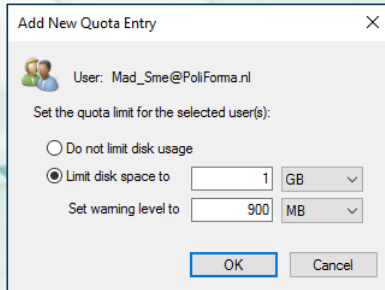 Add New Quota Entry
User: Mad_Sme@PoliForma.nl
Set the quota limit for the selected user(s):
Do not limit disk usage
Limit disk space to 1 GB
Set warning level to 900 MB
OK Cancel